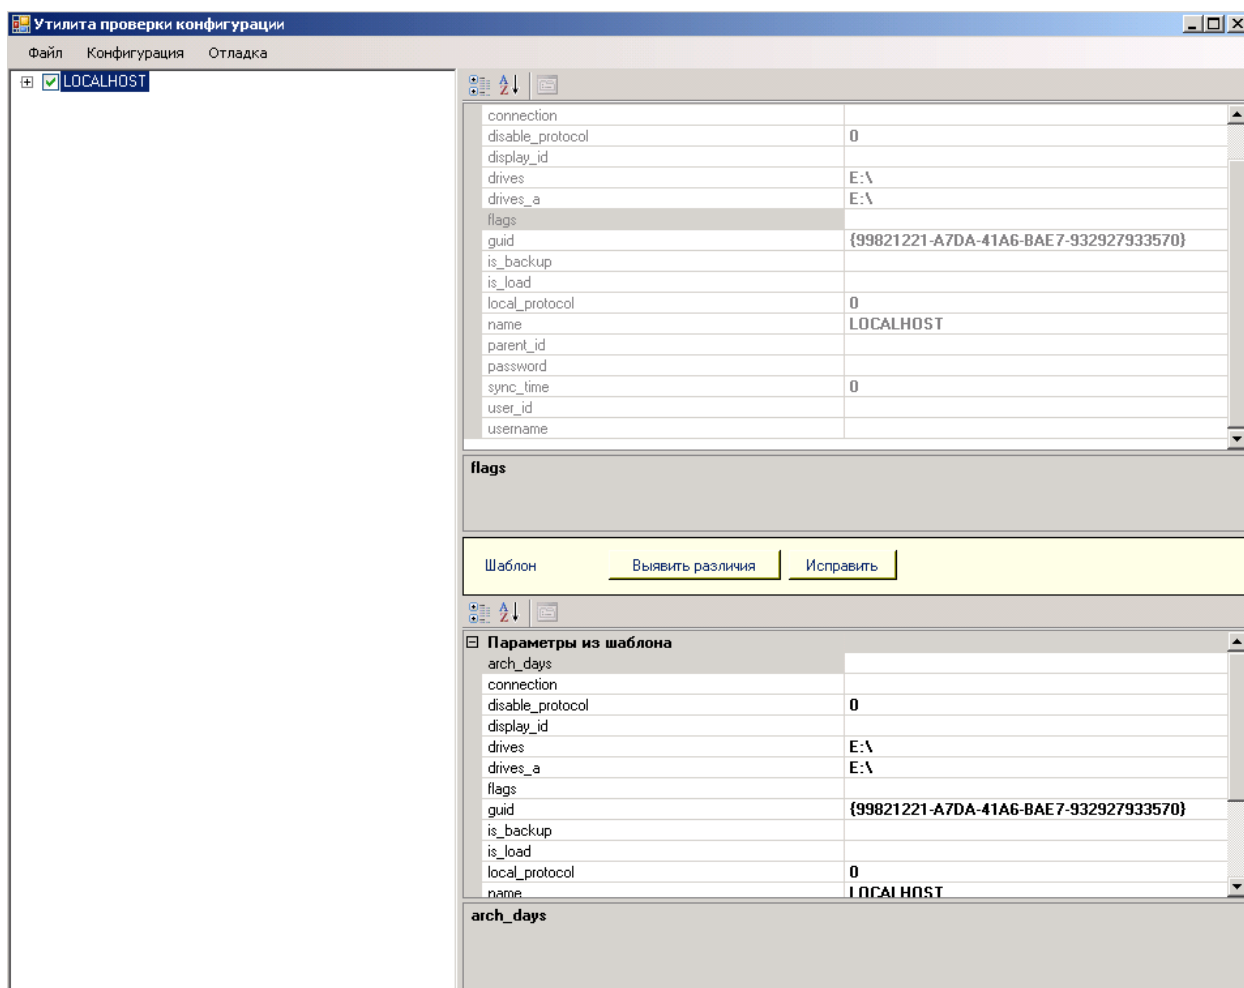 Утилита проверки конфигурации
Файл Конфигурация Отладка
LOCALHOST
connection
disable_protocol 0
display_id
drives E:\
drives_a E:\
flags
guid {99821221-A7DA-41A6-BAE7-932927933570}
is_backup
is_load
local_protocol 0
name LOCALHOST
parent_id
password
sync_time 0
user_id
username
flags
Шаблон Выявить различия Исправить
Параметры из шаблона
arch_days
connection
disable_protocol 0
display_id
drives E:\
drives_a E:\
flags
guid {99821221-A7DA-41A6-BAE7-932927933570}
is_backup
is_load
local_protocol 0
name LOCALHOST
arch_days